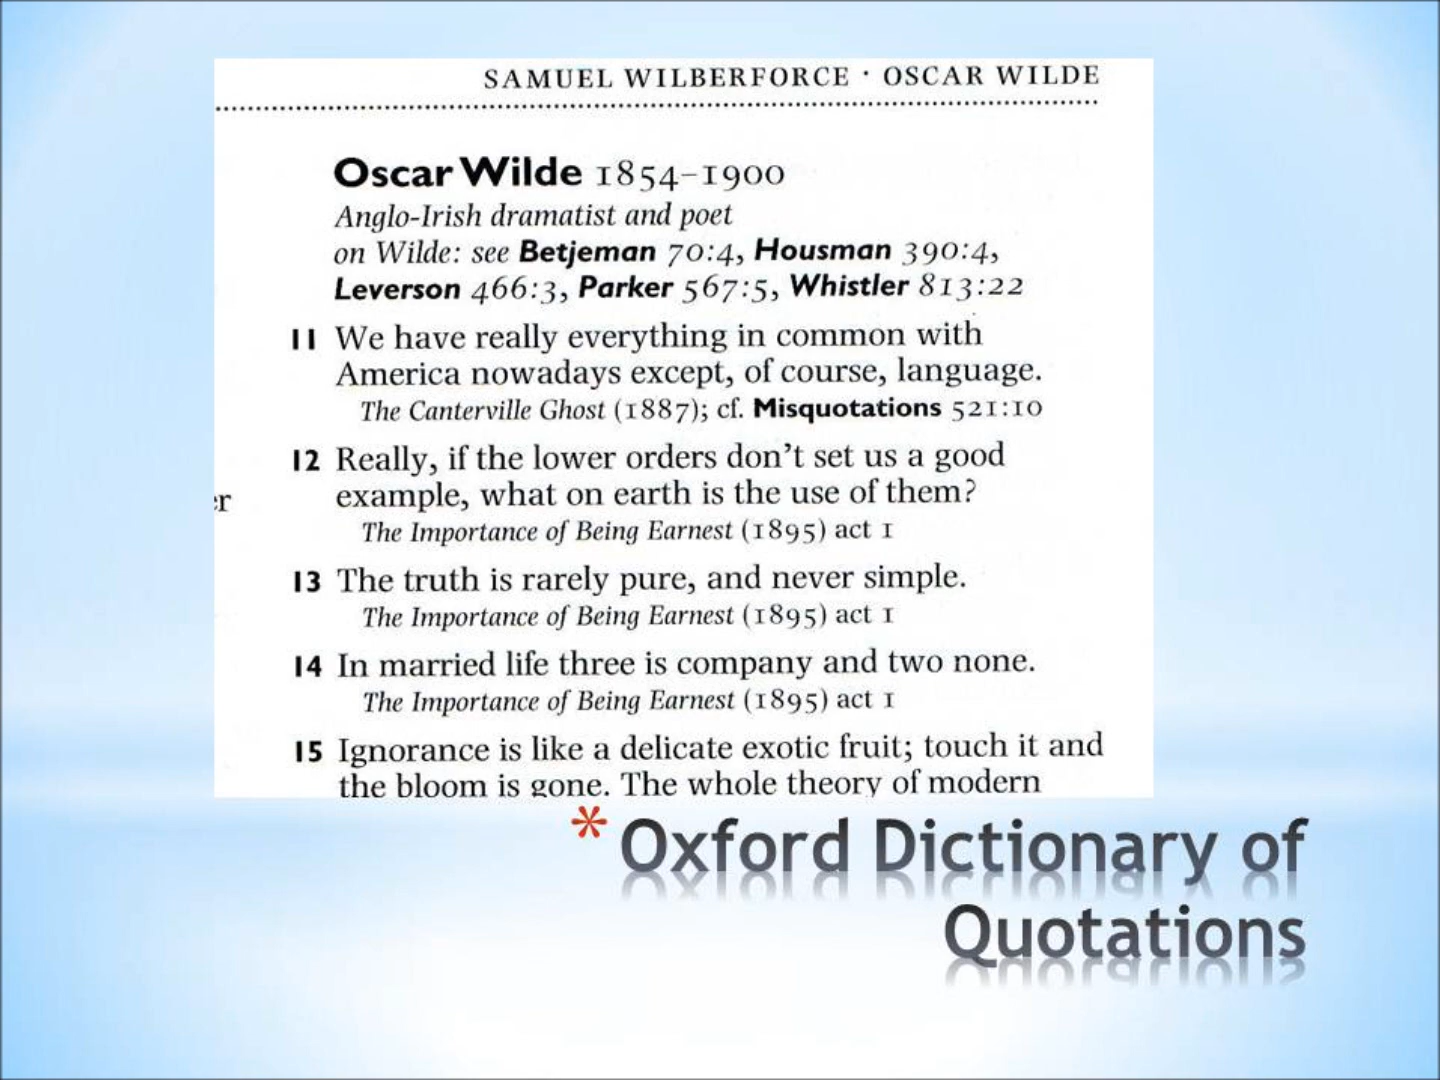 SAMUEL WILBERFORCE · OSCAR WILDE
Oscar Wilde 1854–1900
Anglo-Irish dramatist and poet
on Wilde: see Betjeman 70:4, Housman 390:4,
Leverson 466:3, Parker 567:5, Whistler 813:22
11 We have really everything in common with
America nowadays except, of course, language.
The Canterville Ghost (1887); cf. Misquotations 521:10
12 Really, if the lower orders don't set us a good
example, what on earth is the use of them?
The Importance of Being Earnest (1895) act 1
13 The truth is rarely pure, and never simple.
The Importance of Being Earnest (1895) act 1
14 In married life three is company and two none.
The Importance of Being Earnest (1895) act 1
15 Ignorance is like a delicate exotic fruit; touch it and
the bloom is gone. The whole theory of modern
* Oxford Dictionary of
Quotations